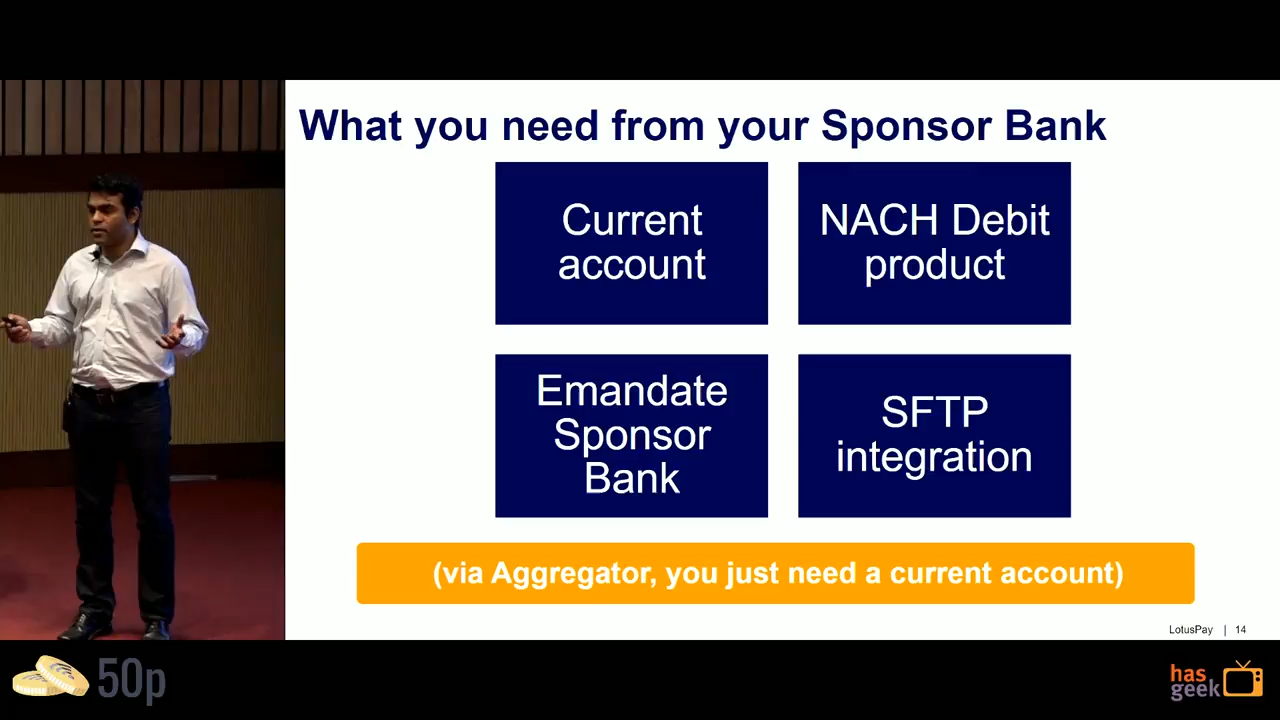 What you need from your Sponsor Bank
Current
account
NACH Debit
product
Emandate
Sponsor
Bank
SFTP
integration
(via Aggregator, you just need a current account)
LotusPay | 14
50p
has
geek